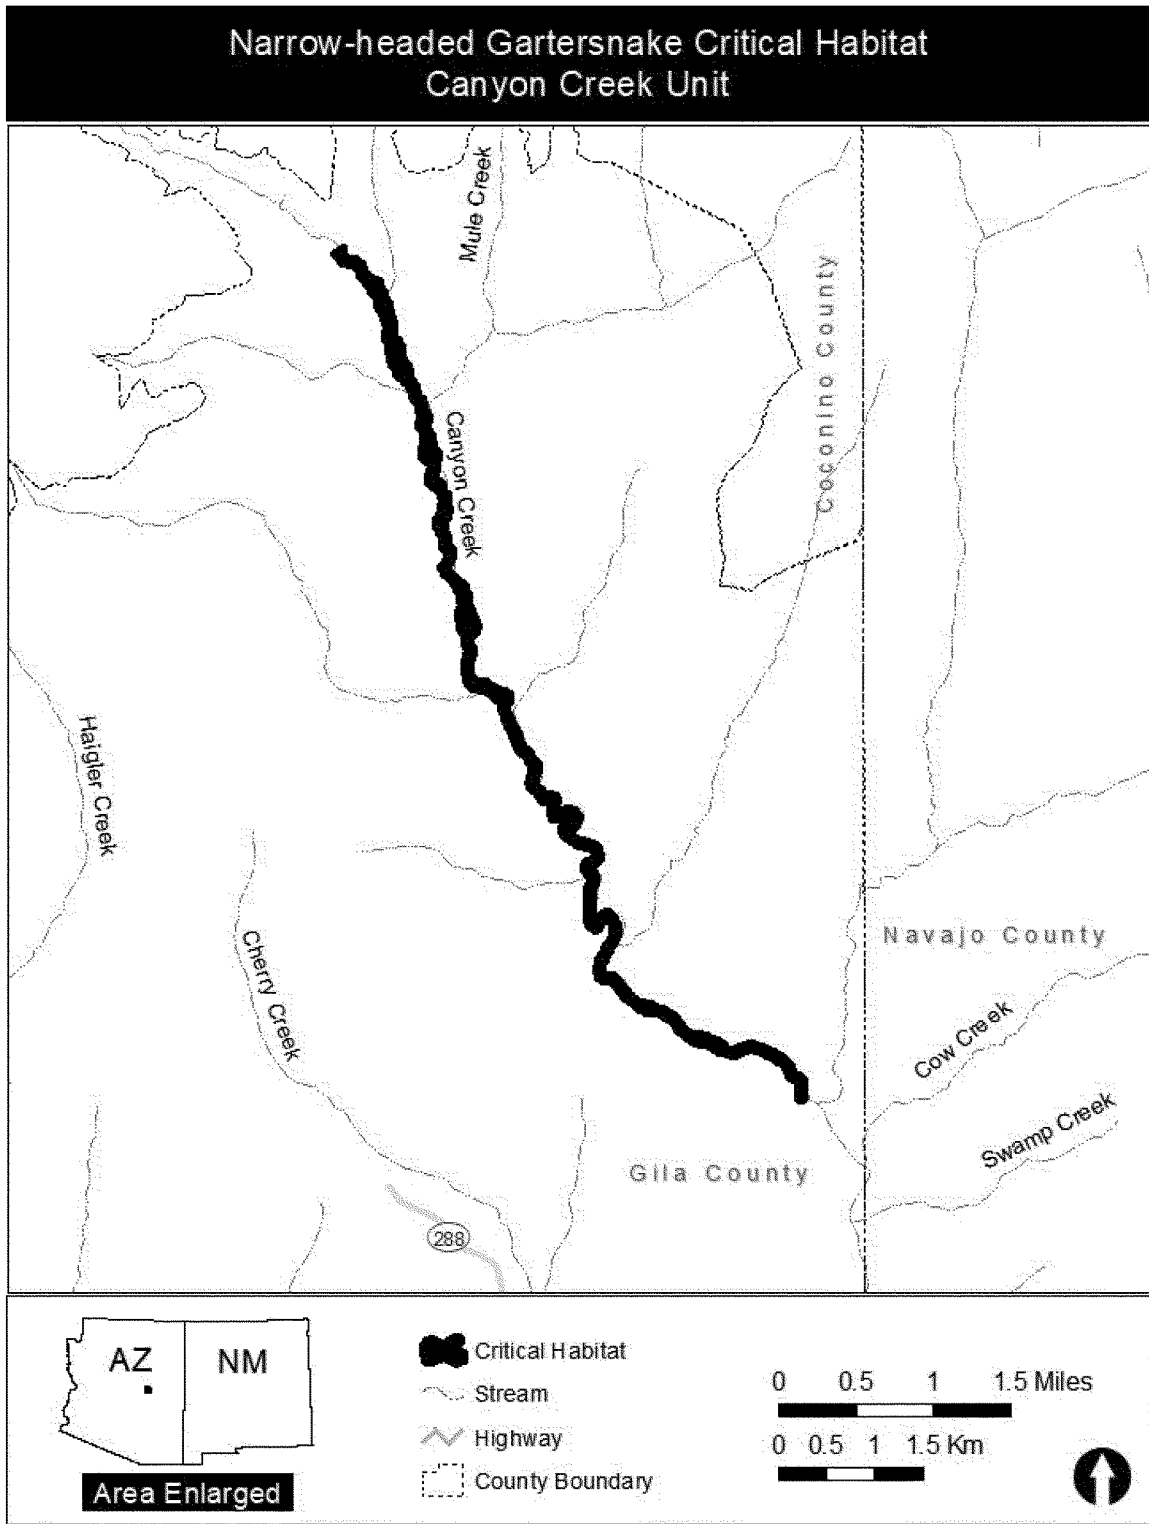 Narrow-headed Gartersnake Critical Habitat
Canyon Creek Unit
Mule Creek
Coconino County
Canyon Creek
Haigler Creek
Cherry Creek
Navajo County
Cow Creek
Swamp Creek
Gila County
288
AZ
NM
Area Enlarged
Critical Habitat
Stream
Highway
County Boundary
0 0.5 1 1.5 Miles
0 0.5 1 1.5 Km